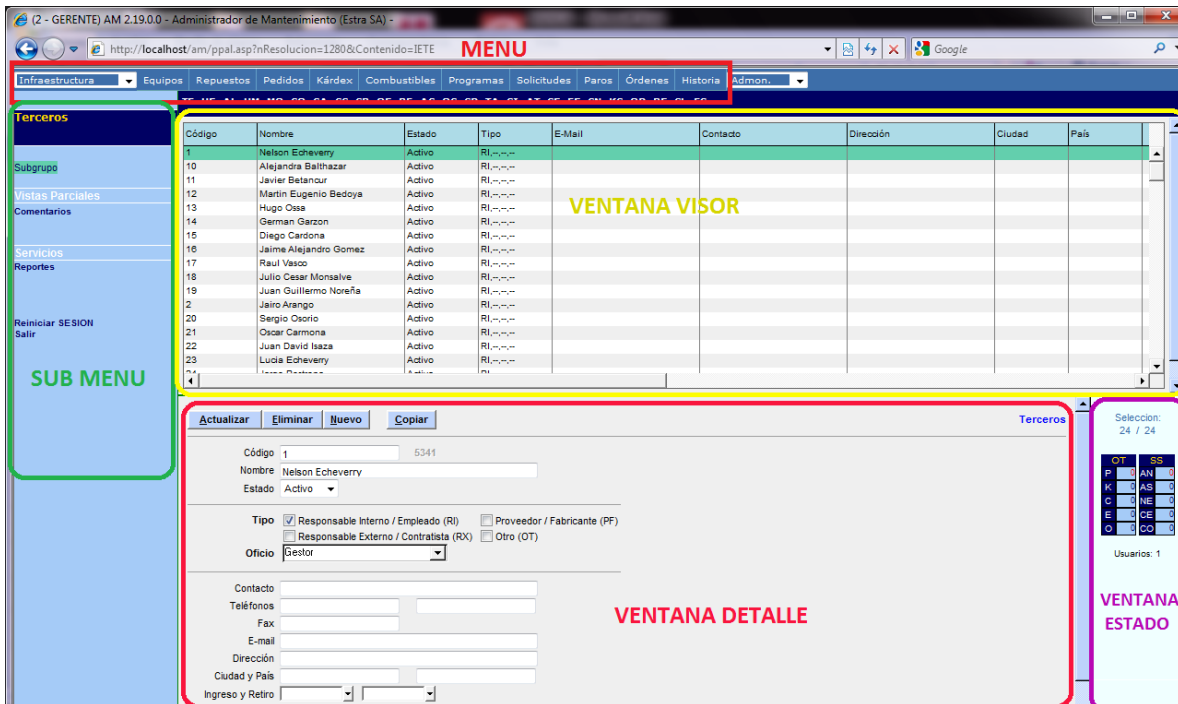 (2 - GERENTE) AM 2.19.0.0 - Administrador de Mantenimiento (Estra SA) -
http://localhost/am/ppal.asp?nResolucion=1280&Contenido=IETE
MENU
Google
Infraestructura Equipos Repuestos Pedidos Kárdex Combustibles Programas Solicitudes Paros Órdenes Historia Admon.
Terceros
Subgrupo
Vistas Parciales
Comentarios
Servicios
Reportes
Reiniciar SESION
Salir
SUB MENU
Código Nombre Estado Tipo E-Mail Contacto Dirección Ciudad País
1 Nelson Echeverry Activo RI,--,--,--
10 Alejandra Balthazar Activo RI,--,--,--
11 Javier Betancur Activo RI,--,--,--
12 Martin Eugenio Bedoya Activo RI,--,--,--
13 Hugo Ossa Activo RI,--,--,--
14 German Garzon Activo RI,--,--,--
15 Diego Cardona Activo RI,--,--,--
16 Jaime Alejandro Gomez Activo RI,--,--,--
17 Raul Vasco Activo RI,--,--,--
18 Julio Cesar Monsalve Activo RI,--,--,--
19 Juan Guillermo Noreña Activo RI,--,--,--
2 Jairo Arango Activo RI,--,--,--
20 Sergio Osorio Activo RI,--,--,--
21 Oscar Carmona Activo RI,--,--,--
22 Juan David Isaza Activo RI,--,--,--
23 Lucia Echeverry Activo RI,--,--,--
VENTANA VISOR
Actualizar Eliminar Nuevo Copiar Terceros
Código 1 5341
Nombre Nelson Echeverry
Estado Activo
Tipo Responsable Interno / Empleado (RI) Proveedor / Fabricante (PF)
Responsable Externo / Contratista (RX) Otro (OT)
Oficio Gestor
Contacto
Teléfonos
Fax
E-mail
Dirección
Ciudad y País
Ingreso y Retiro
VENTANA DETALLE
Seleccion:
24 / 24
OT SS
P 0 AN 0
K 0 AS 0
C 0 NE 0
E 0 CE 0
O 0 CO 0
Usuarios: 1
VENTANA
ESTADO